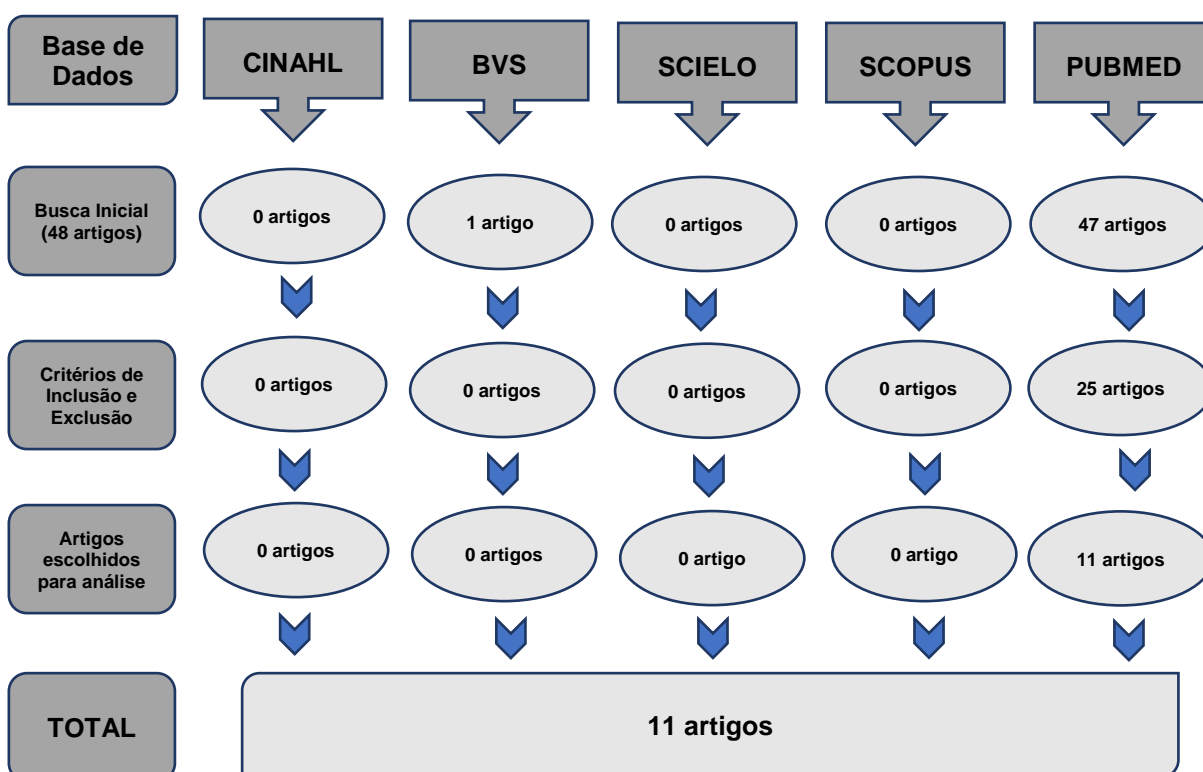 Base de
Dados
CINAHL
BVS
SCIELO
SCOPUS
PUBMED
Busca Inicial
(48 artigos)
0 artigos
1 artigo
0 artigos
0 artigos
47 artigos
Critérios de
Inclusão e
Exclusão
0 artigos
0 artigos
0 artigos
0 artigos
25 artigos
Artigos
escolhidos
para análise
0 artigos
0 artigos
0 artigo
0 artigo
11 artigos
TOTAL
11 artigos